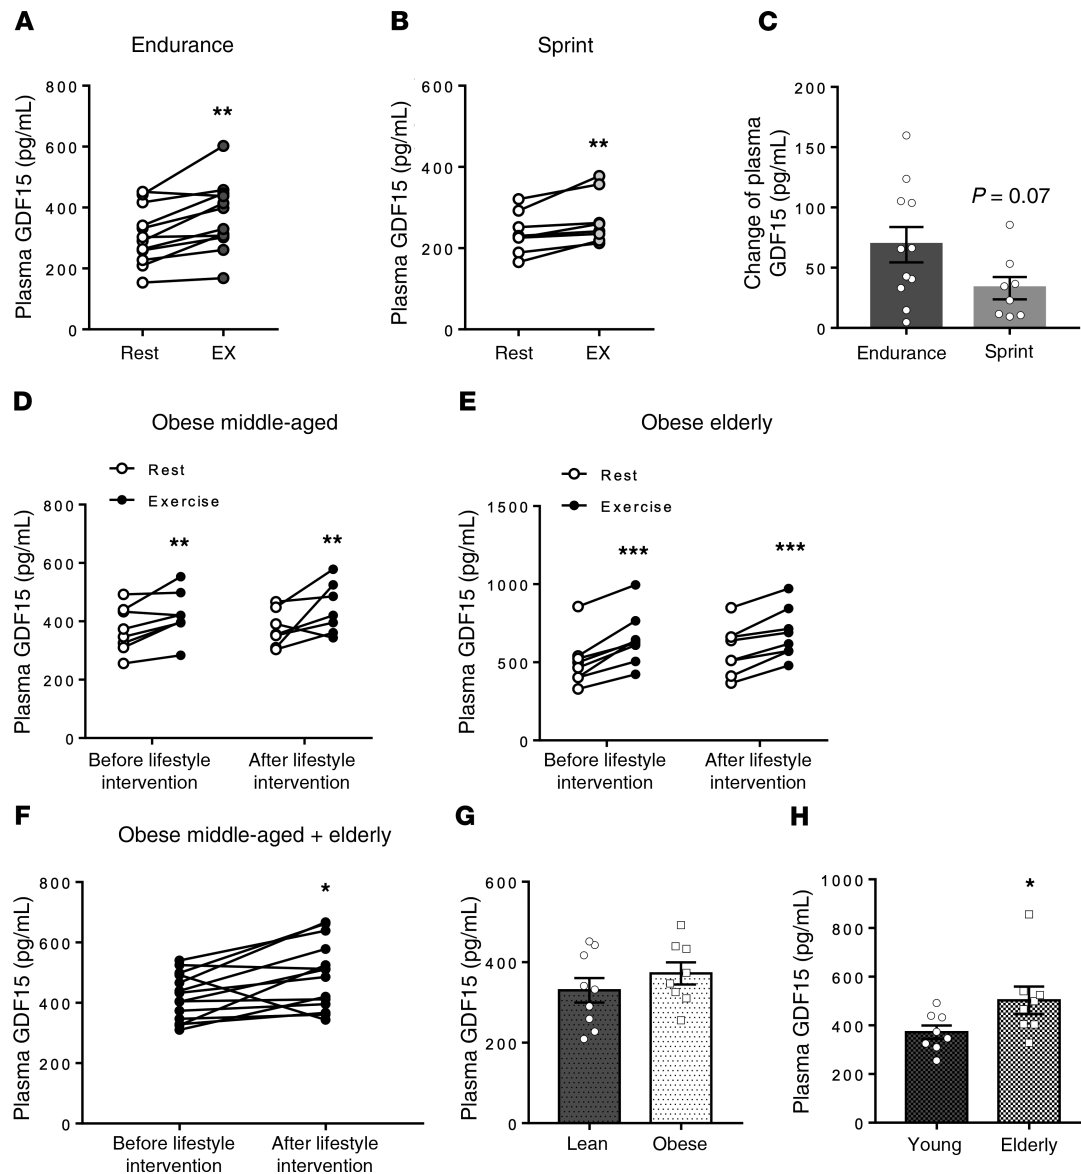 A
Endurance
Plasma GDF15 (pg/mL)
800
600
400
200
0
**
Rest
EX
B
Sprint
Plasma GDF15 (pg/mL)
600
400
200
0
**
Rest
EX
C
Change of plasma
GDF15 (pg/mL)
200
150
100
50
0
P = 0.07
Endurance
Sprint
D
Obese middle-aged
Rest
Exercise
Plasma GDF15 (pg/mL)
800
600
400
200
0
**
**
Before lifestyle
intervention
After lifestyle
intervention
E
Obese elderly
Rest
Exercise
Plasma GDF15 (pg/mL)
1500
1000
500
0
***
***
Before lifestyle
intervention
After lifestyle
intervention
F
Obese middle-aged + elderly
Plasma GDF15 (pg/mL)
800
600
400
200
0
*
Before lifestyle
intervention
After lifestyle
intervention
G
Plasma GDF15 (pg/mL)
600
400
200
0
Lean
Obese
H
Plasma GDF15 (pg/mL)
1000
800
600
400
200
0
*
Young
Elderly